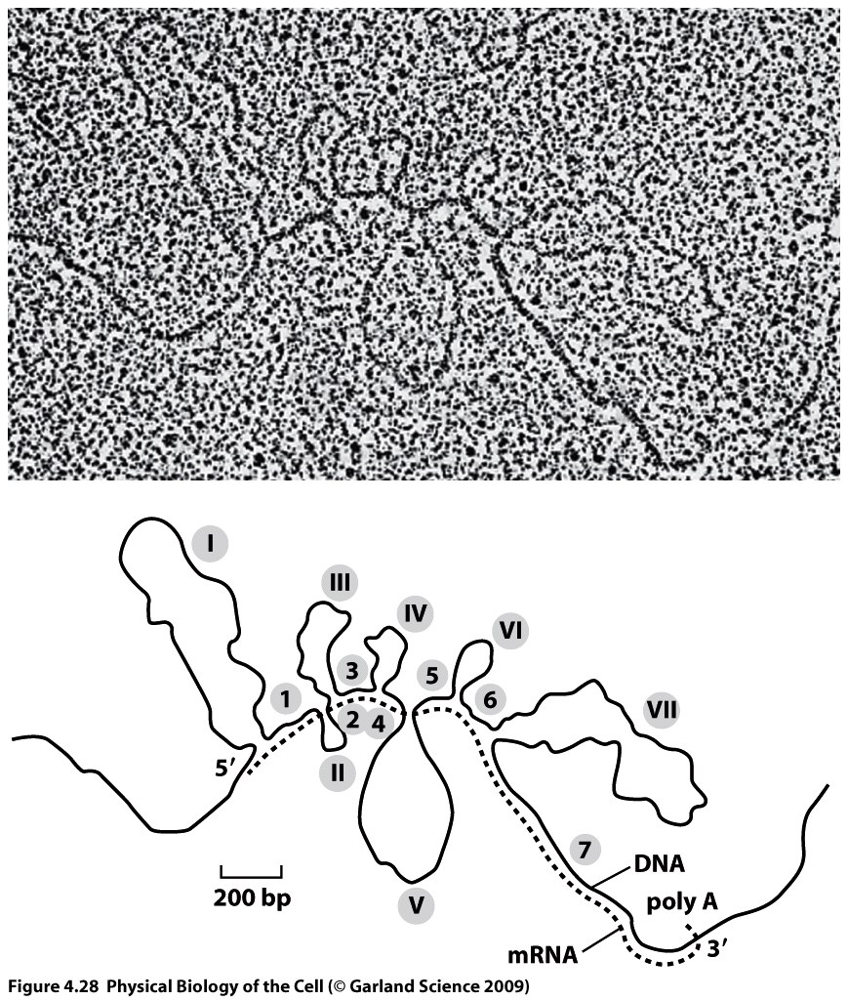 I
III
IV
VI
5
3
1
6
VII
2
4
5′
II
7
DNA
200 bp
V
poly A
3′
mRNA
Figure 4.28 Physical Biology of the Cell (© Garland Science 2009)